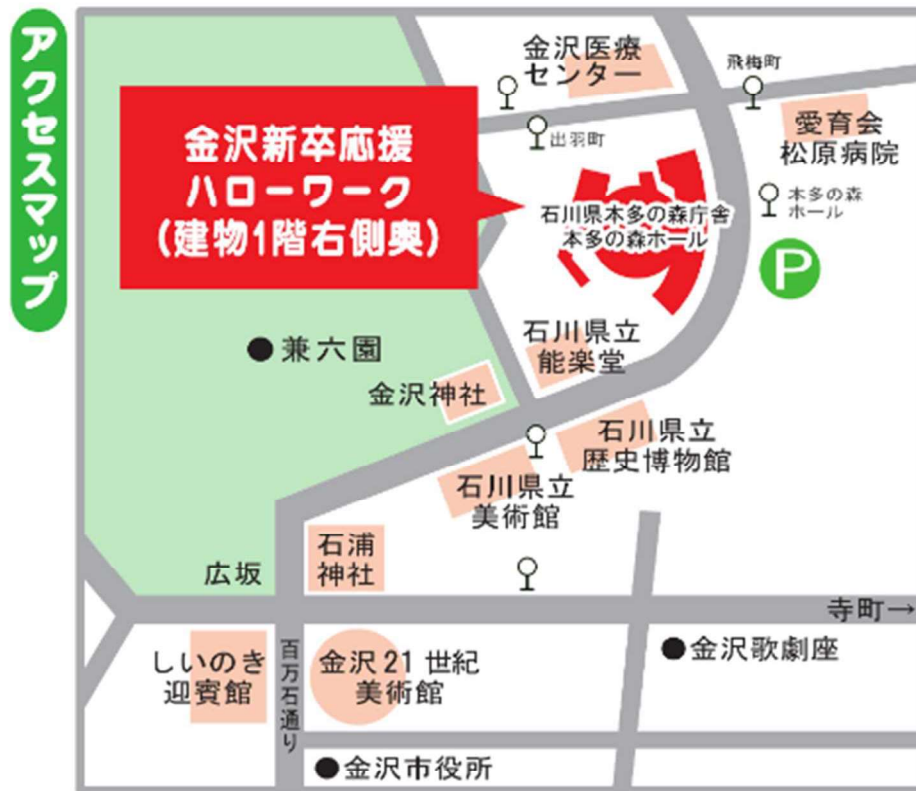 アクセスマップ
金沢医療
センター
飛梅町
愛育会
松原病院
出羽町
金沢新卒応援
ハローワーク
(建物1階右側奥)
石川県本多の森庁舎
本多の森ホール
本多の森
ホール
P
兼六園
石川県立
能楽堂
金沢神社
石川県立
歴史博物館
石川県立
美術館
石浦
神社
広坂
寺町→
しいのき
迎賓館
百万石通り
金沢21世紀
美術館
金沢歌劇座
金沢市役所